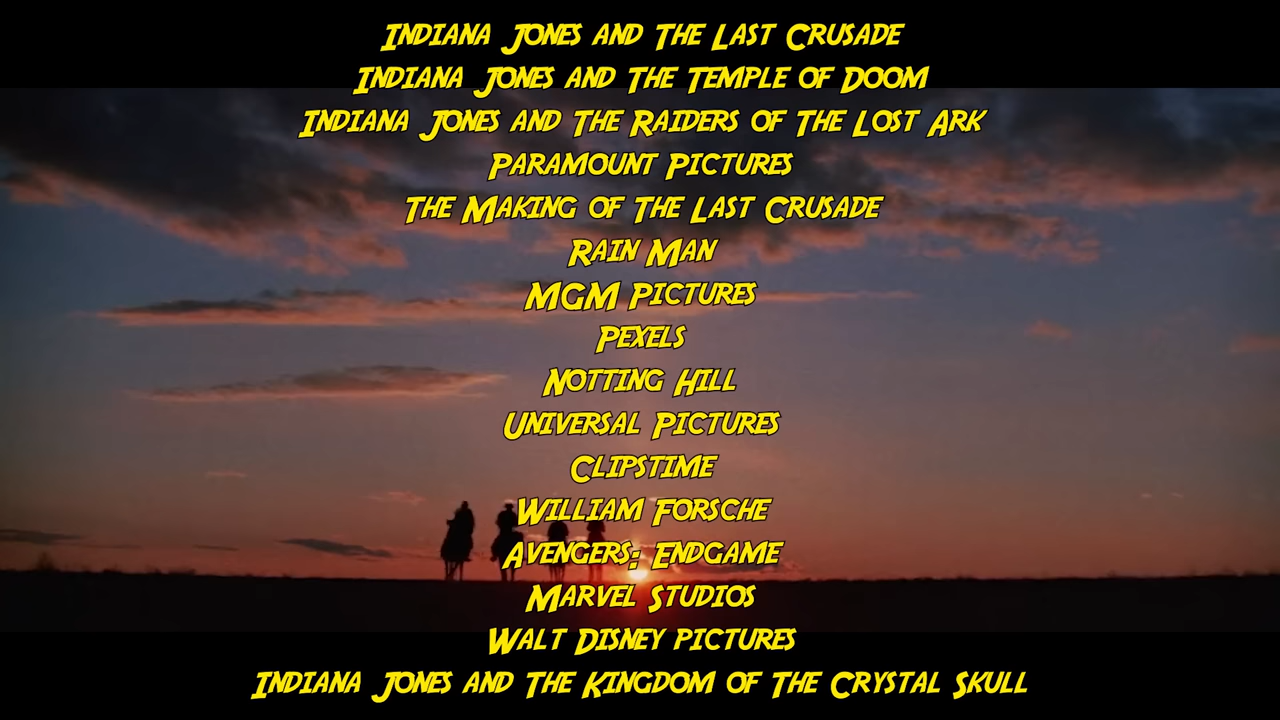 Indiana Jones and The Last Crusade
Indiana Jones and The Temple of Doom
Indiana Jones and The Raiders of The Lost Ark
Paramount Pictures
The Making of The Last Crusade
Rain Man
MGM Pictures
Pexels
Notting Hill
Universal Pictures
Clipstime
William Forsche
Avengers: Endgame
Marvel Studios
Walt Disney pictures
Indiana Jones and The Kingdom of The Crystal Skull